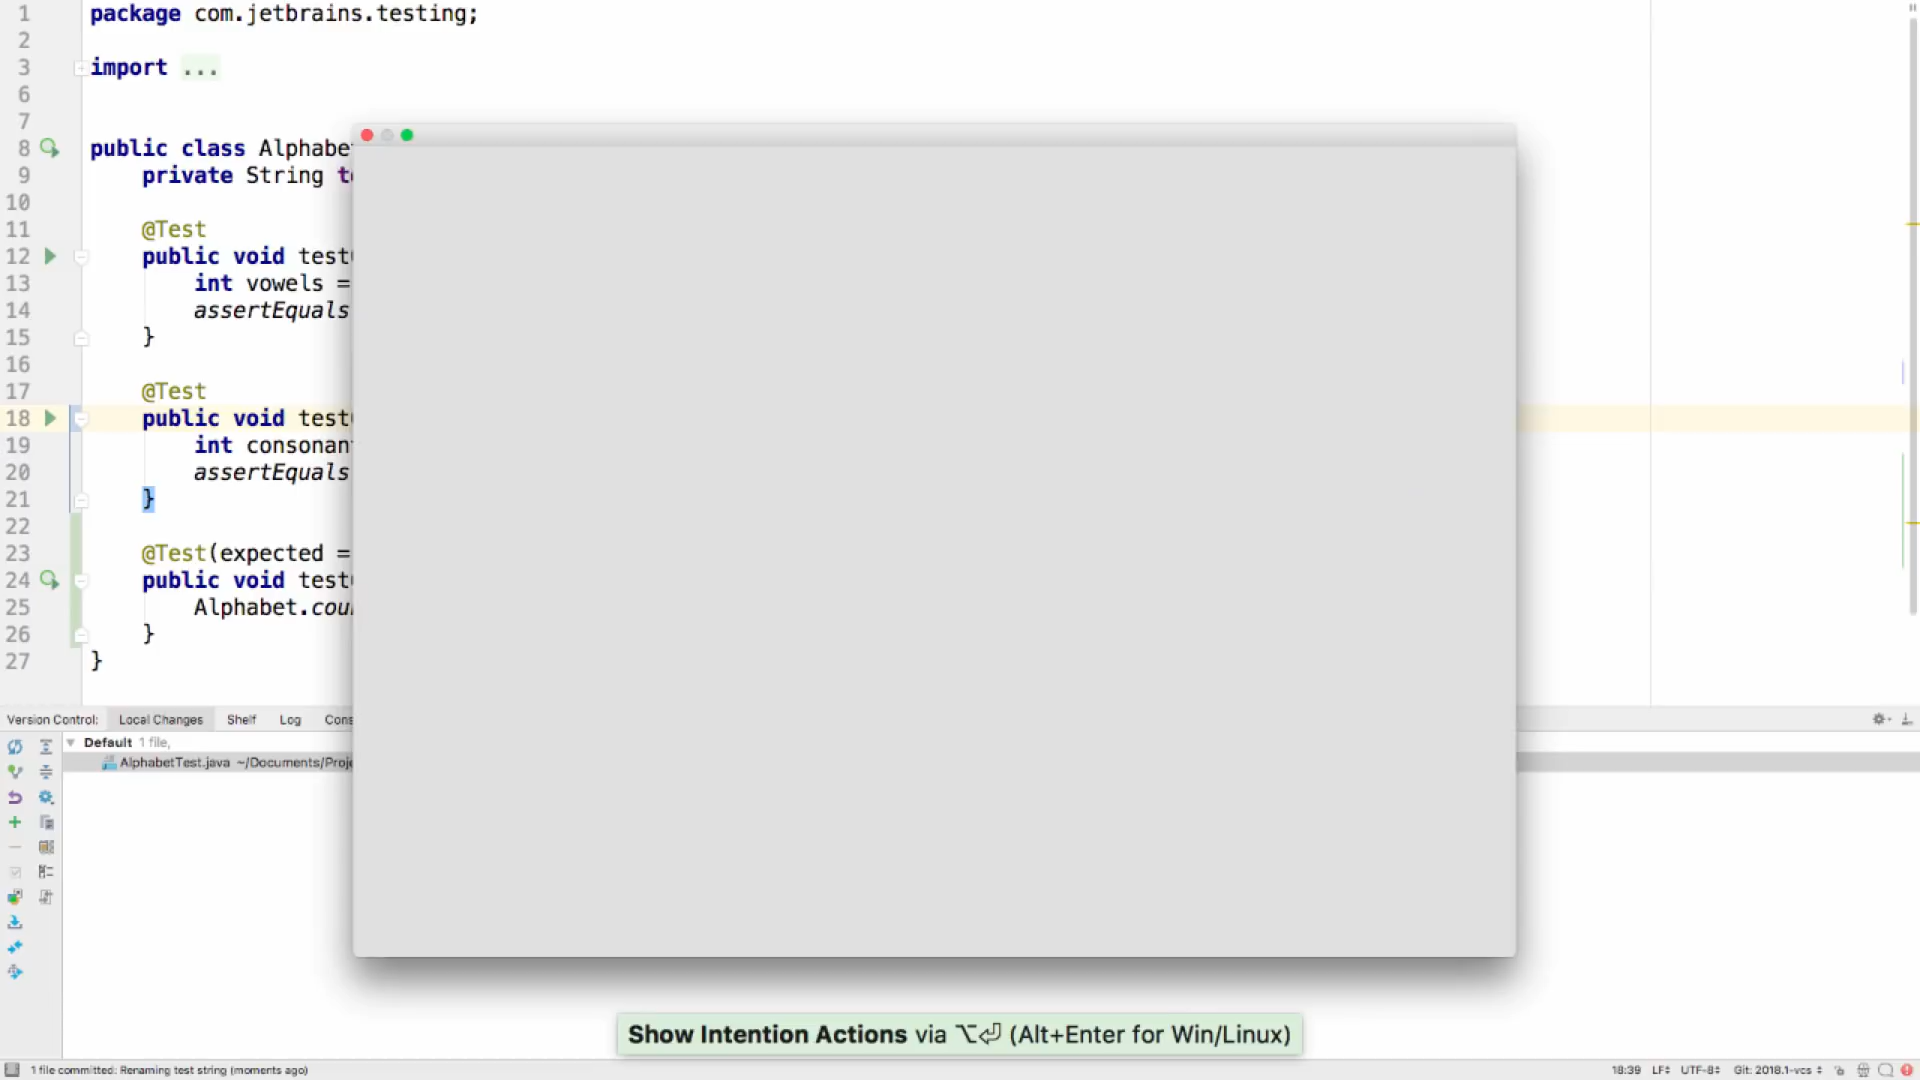 1 package com.jetbrains.testing;
2
3 import ...
6
7
8 public class Alphabe
9 private String t
10
11 @Test
12 public void test
13 int vowels =
14 assertEquals
15 }
16
17 @Test
18 public void test
19 int consonan
20 assertEquals
21 }
22
23 @Test(expected =
24 public void test
25 Alphabet.cou
26 }
27 }
Version Control: Local Changes Shelf Log Cons
Default 1 file,
AlphabetTest.java ~/Documents/Proje
Show Intention Actions via ⌥⏎ (Alt+Enter for Win/Linux)
1 file committed: Renaming test string (moments ago) 18:39 LF÷ UTF-8÷ Git: 2018.1-vcs ÷